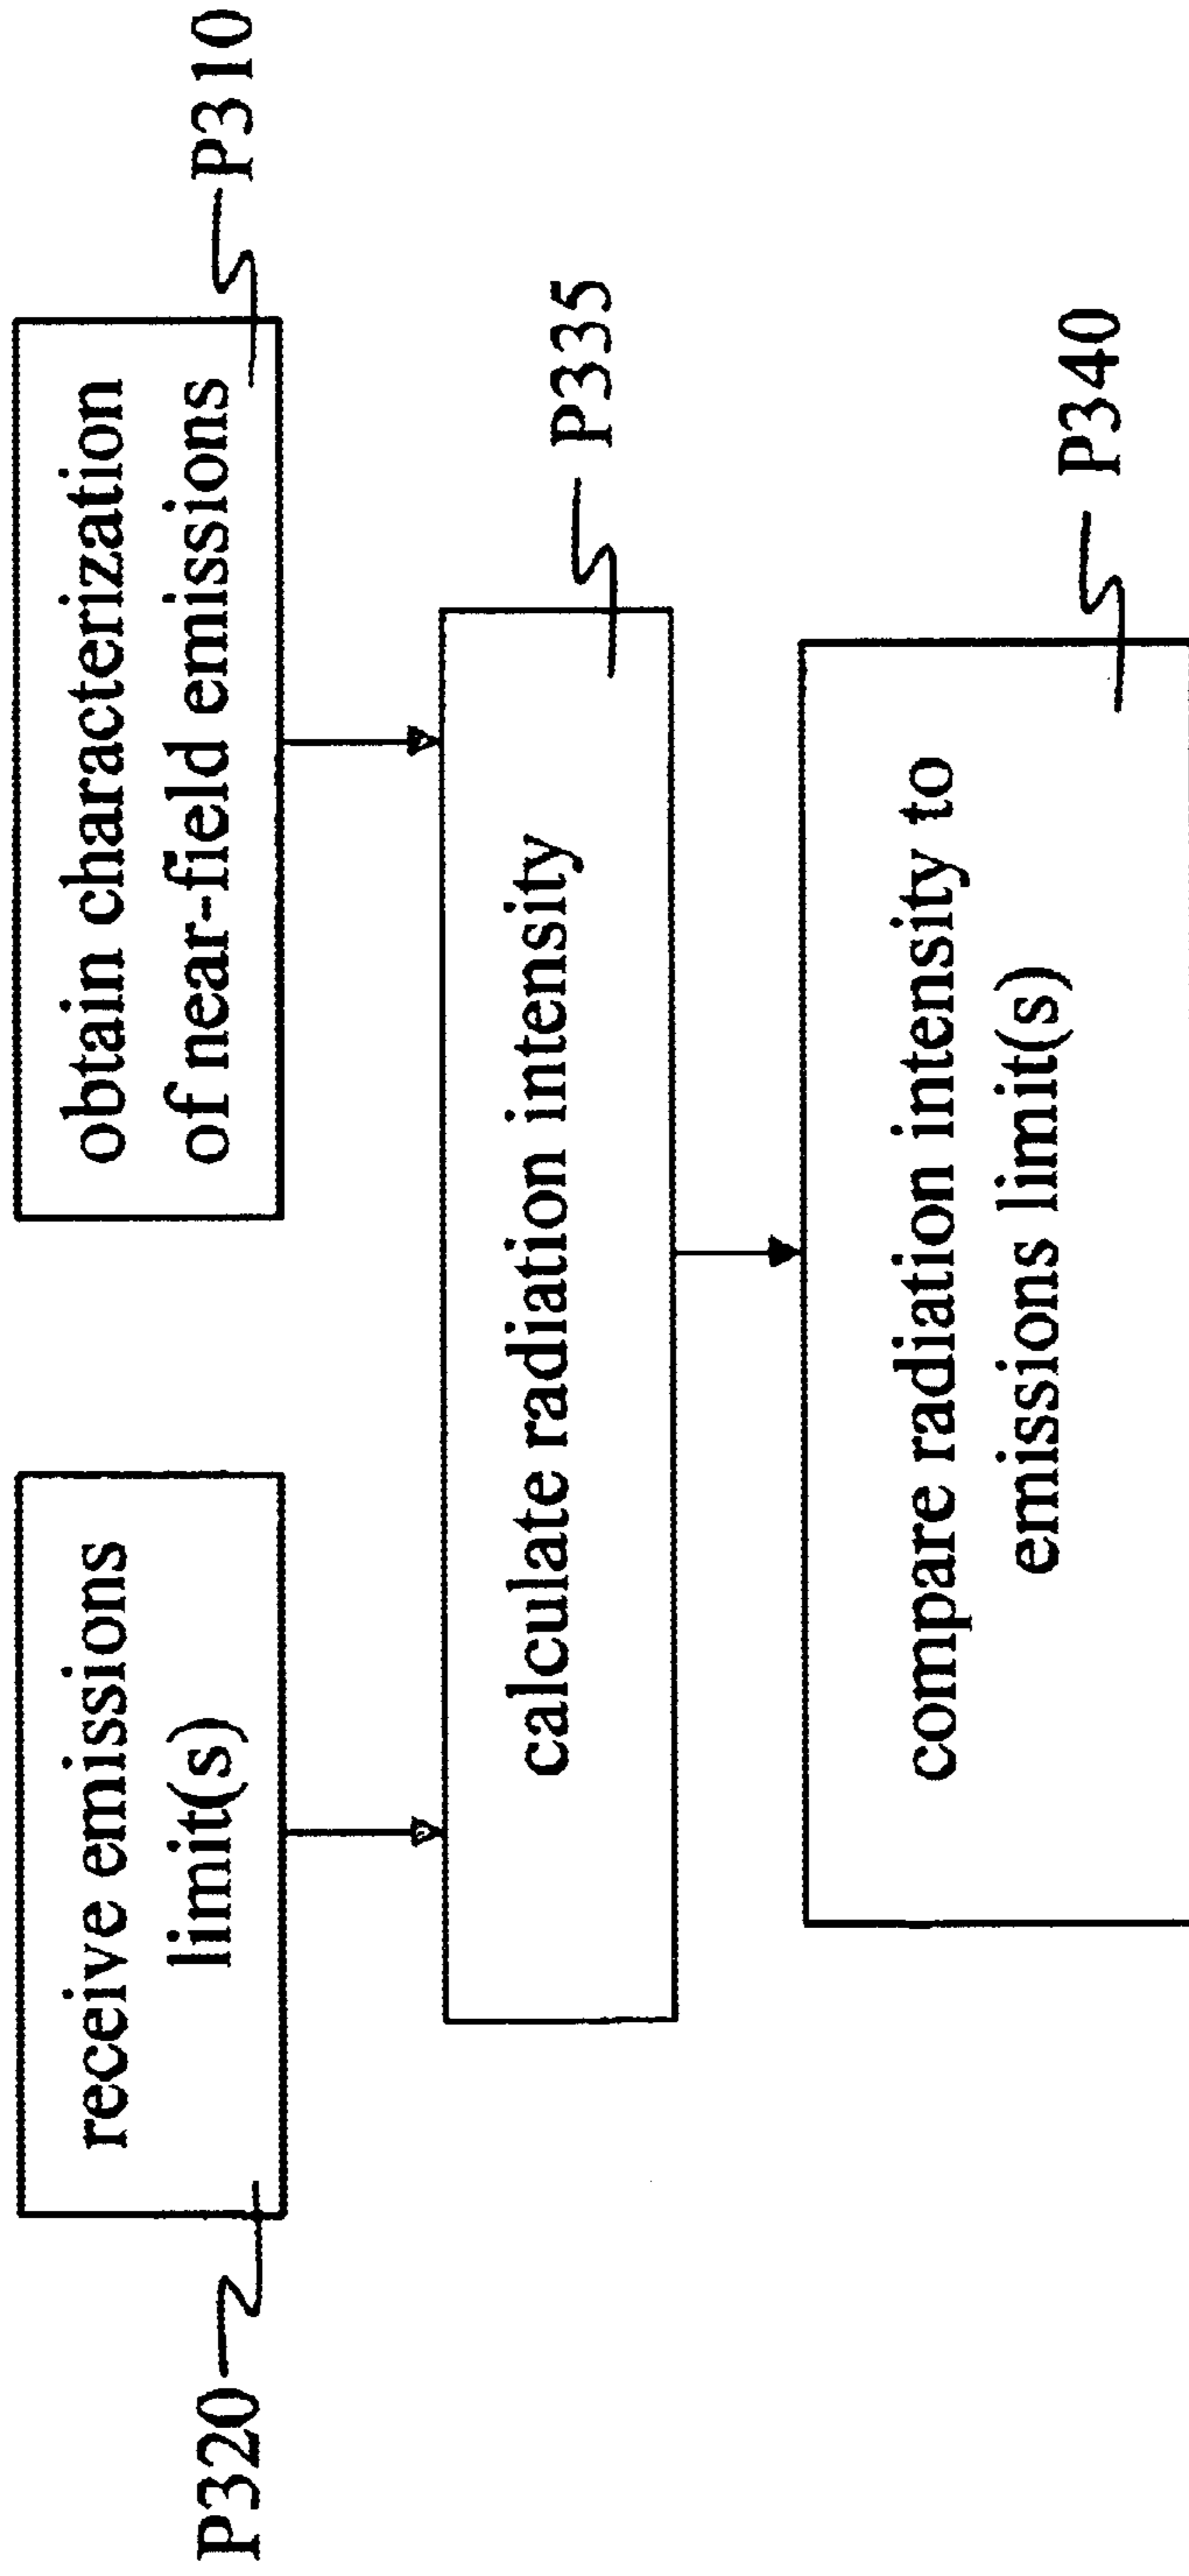 receive emissions
limit(s)
P320
obtain characterization
of near-field emissions
P310
calculate radiation intensity
P335
compare radiation intensity to
emissions limit(s)
P340